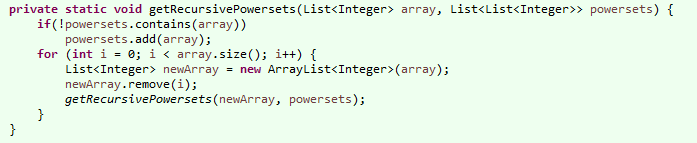 private static void getRecursivePowersets(List<Integer> array, List<List<Integer>> powersets) {
    if(!powersets.contains(array))
        powersets.add(array);
    for (int i = 0; i < array.size(); i++) {
        List<Integer> newArray = new ArrayList<Integer>(array);
        newArray.remove(i);
        getRecursivePowersets(newArray, powersets);
    }
}